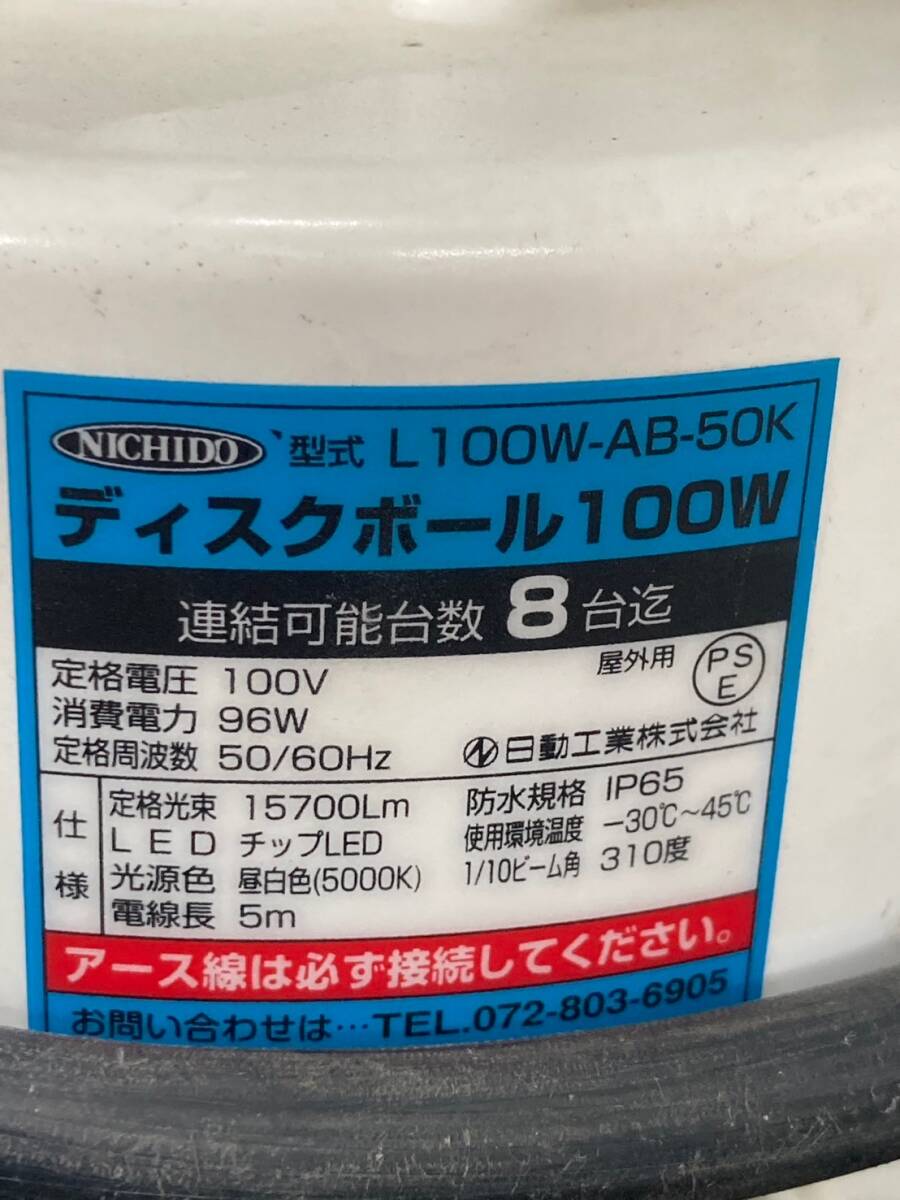 NICHIDO 型式 L100W-AB-50K
ディスクボール100W
連結可能台数 8台迄
定格電圧 100V
消費電力 96W
定格周波数 50/60Hz
屋外用 PSE
日動工業株式会社
仕様
定格光束 15700Lm
LED チップLED
光源色 昼白色(5000K)
電線長 5m
防水規格 IP65
使用環境温度 -30℃~45℃
1/10ビーム角 310度
アース線は必ず接続してください。
お問い合わせは…TEL.072-803-6905